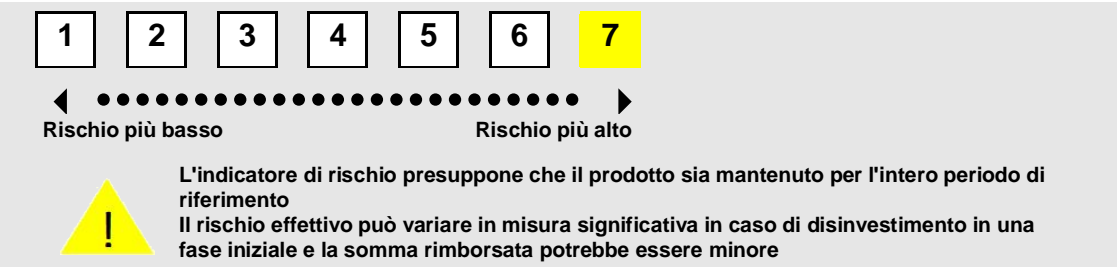 1 2 3 4 5 6 7
Rischio più basso Rischio più alto
L'indicatore di rischio presuppone che il prodotto sia mantenuto per l'intero periodo di
riferimento
Il rischio effettivo può variare in misura significativa in caso di disinvestimento in una
fase iniziale e la somma rimborsata potrebbe essere minore
!